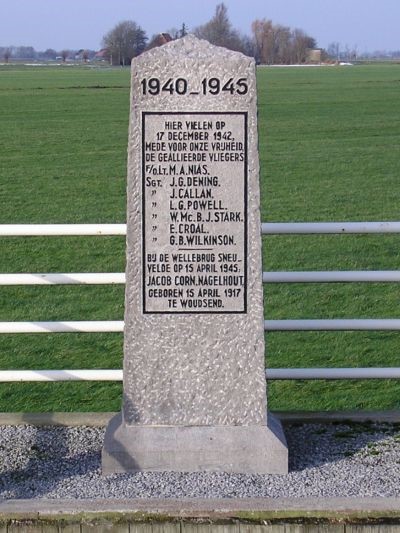 1940-1945
HIER VIELEN OP
17 DECEMBER 1942,
MEDE VOOR ONZE VRIJHEID,
DE GEALLIEERDE VLIEGERS
F/O.LT. M.A. NIAS,
SGT. J.G. DENING,
" J. CALLAN,
" L.G. POWELL.
" W. MC. B.J. STARK,
" E. CROAL.
" G.B. WILKINSON.
BIJ DE WELLEBRUG SNEU-
VELDE OP 15 APRIL 1945,
JACOB CORN. NAGELHOUT,
GEBOREN 15 APRIL 1917
TE WOUDSEND.